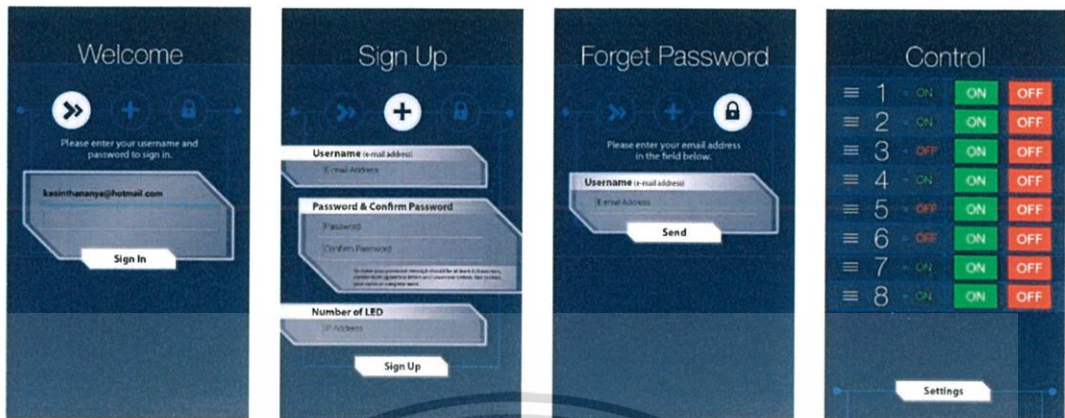 Welcome
Please enter your username and
password to sign in.
kasinthananya@hotmail.com
Sign In
Sign Up
Username (e-mail address)
E-mail Address
Password & Confirm Password
Password
Confirm Password
Number of LED
IP Address
Sign Up
Forget Password
Please enter your email address
in the field below.
Username (e-mail address)
E-mail Address
Send
Control
1 - ON ON OFF
2 - ON ON OFF
3 - OFF ON OFF
4 - ON ON OFF
5 - OFF ON OFF
6 - OFF ON OFF
7 - ON ON OFF
8 - ON ON OFF
Settings